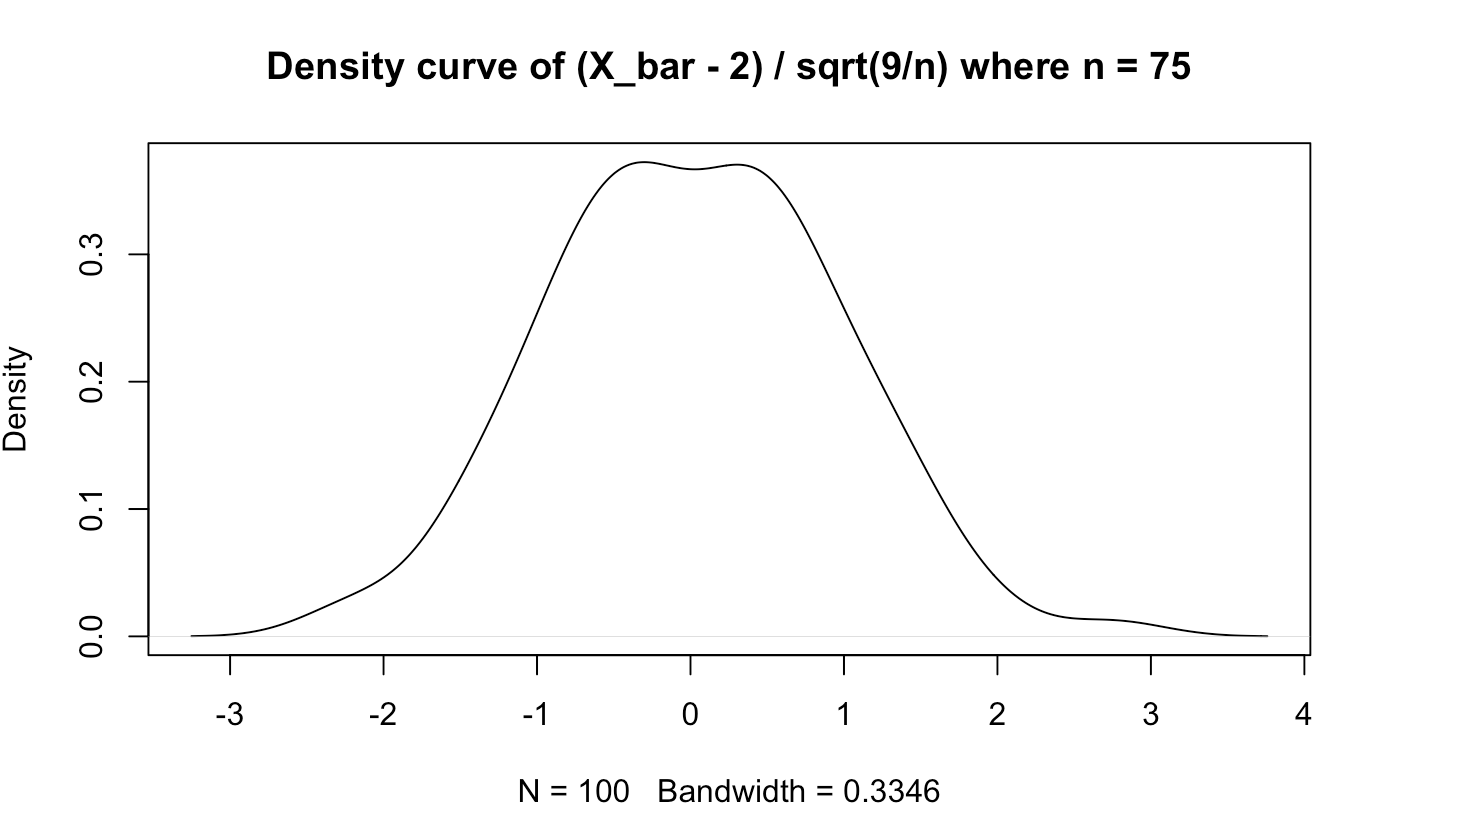 Density curve of (X_bar - 2) / sqrt(9/n) where n = 75
Density
0.3
0.2
0.1
0.0
-3 -2 -1 0 1 2 3 4
N = 100 Bandwidth = 0.3346